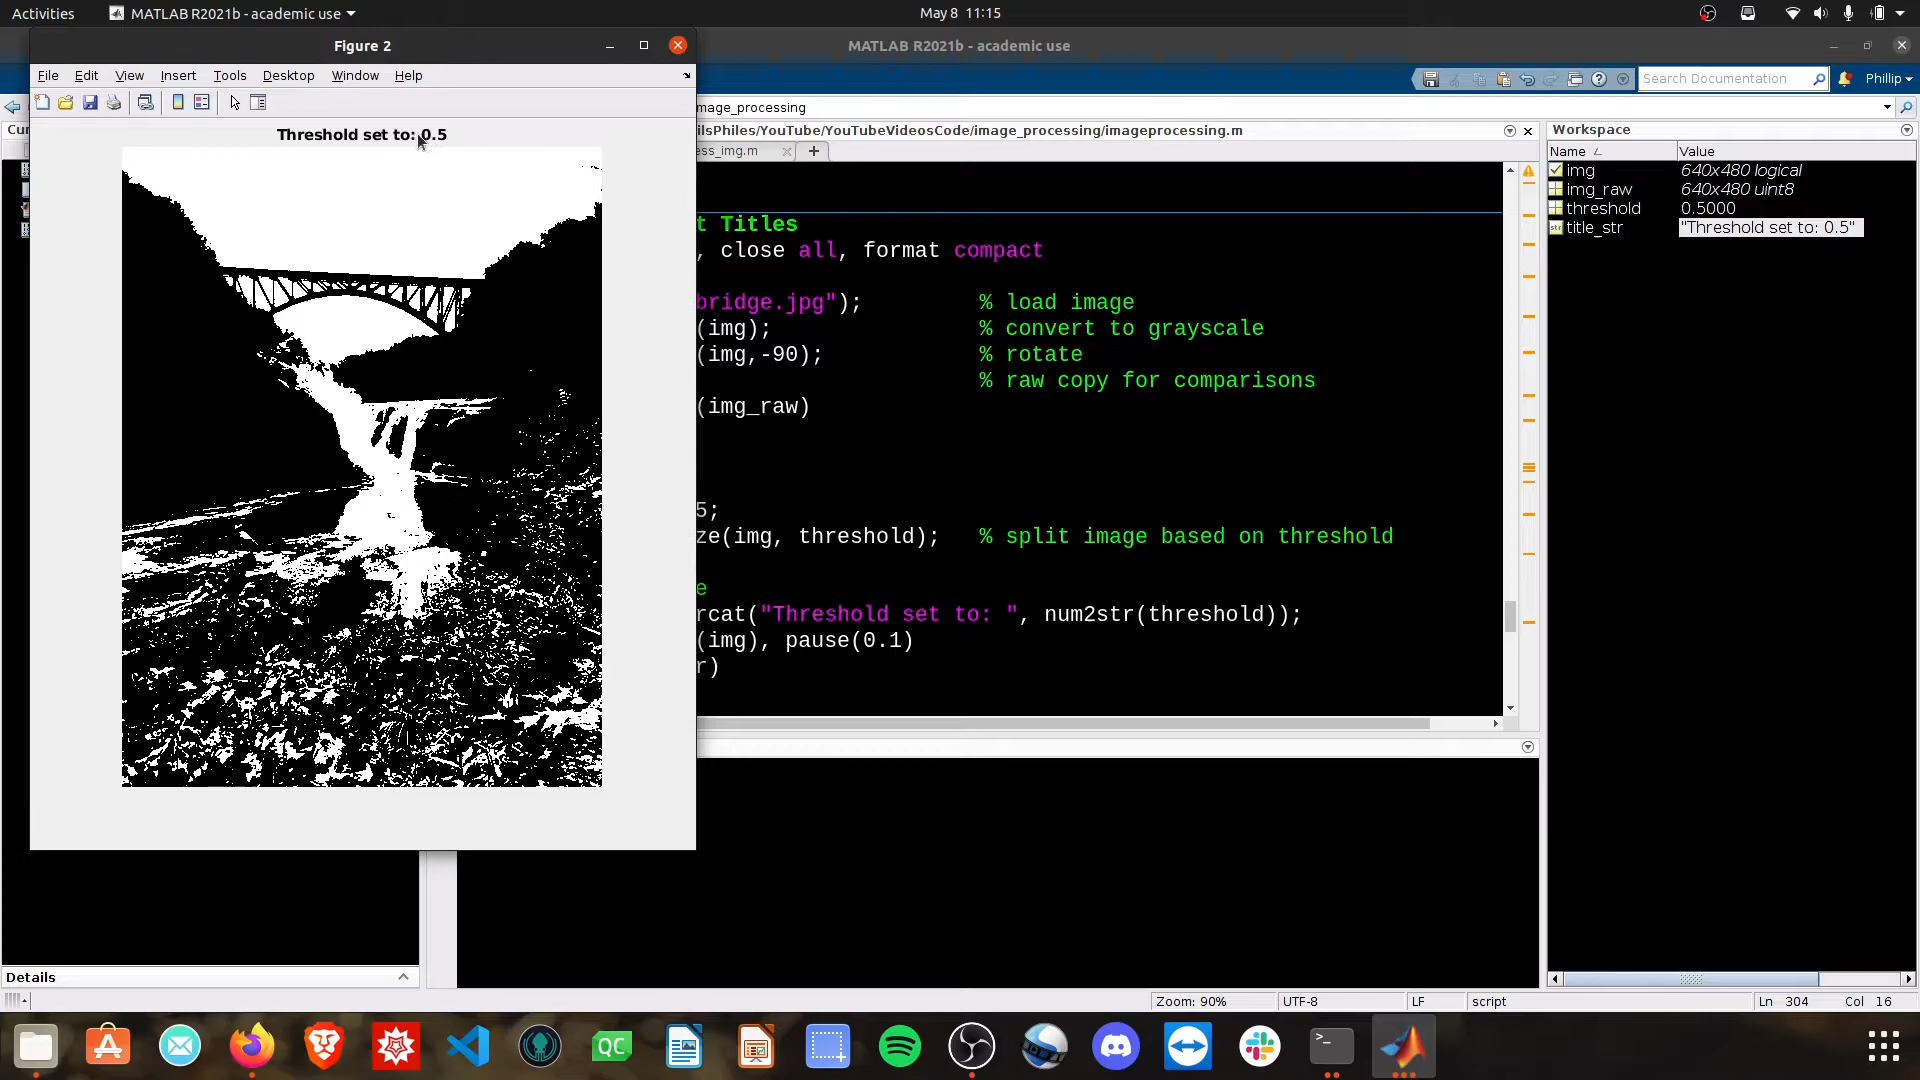 Activities
MATLAB R2021b - academic use
May 8 11:15
Figure 2
MATLAB R2021b - academic use
File Edit View Insert Tools Desktop Window Help
Search Documentation
Phillip
mage_processing
Cur
ilsPhiles/YouTube/YouTubeVideosCode/image_processing/imageprocessing.m
ess_img.m
+
Workspace
Name Value
img 640x480 logical
img_raw 640x480 uint8
threshold 0.5000
title_str "Threshold set to: 0.5"
Threshold set to: 0.5
t Titles
, close all, format compact
bridge.jpg"); % load image
(img); % convert to grayscale
(img,-90); % rotate
% raw copy for comparisons
(img_raw)
5;
ze(img, threshold); % split image based on threshold
e
rcat("Threshold set to: ", num2str(threshold));
(img), pause(0.1)
r)
Details
Zoom: 90% UTF-8 LF script Ln 304 Col 16
QC
>_